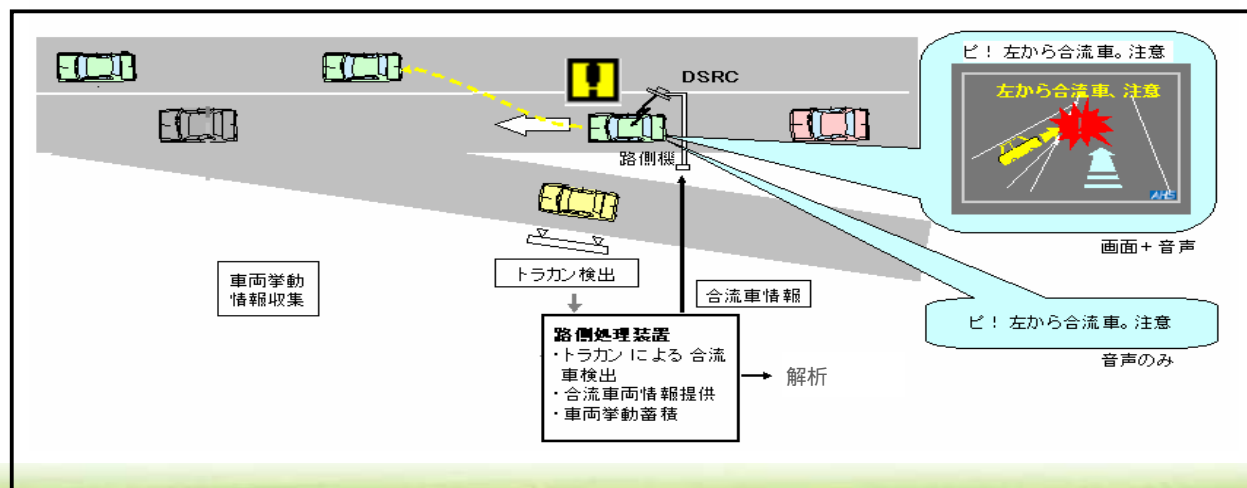 ピ！左から合流車。注意
左から合流車、注意
AHS
画面＋音声
DSRC
路側機
トラカン検出
車両挙動
情報収集
合流車情報
ピ！左から合流車。注意
音声のみ
路側処理装置
・トラカンによる合流
車検出
・合流車両情報提供
・車両挙動蓄積
解析